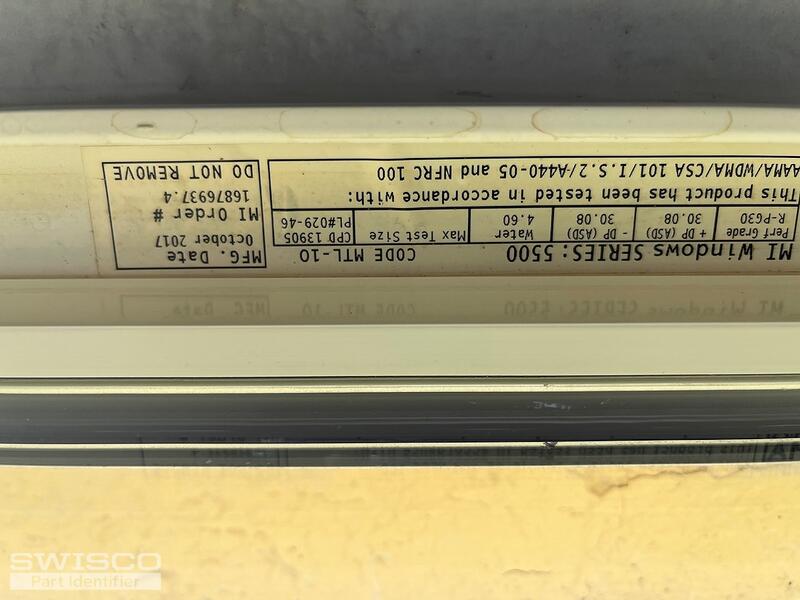 MI Windows SERIES: 5500 CODE MTL-10
Perf Grade + DP (ASD) - DP (ASD) Water Max Test Size CPD 13905
R-PG30 30.08 30.08 4.60 PL#029-46
This product has been tested in accordance with:
AAMA/WDMA/CSA 101/I.S.2/A440-05 and NFRC 100
MFG. Date
October 2017
MI Order #
16876937.4
DO NOT REMOVE
SWISCO
Part Identifier